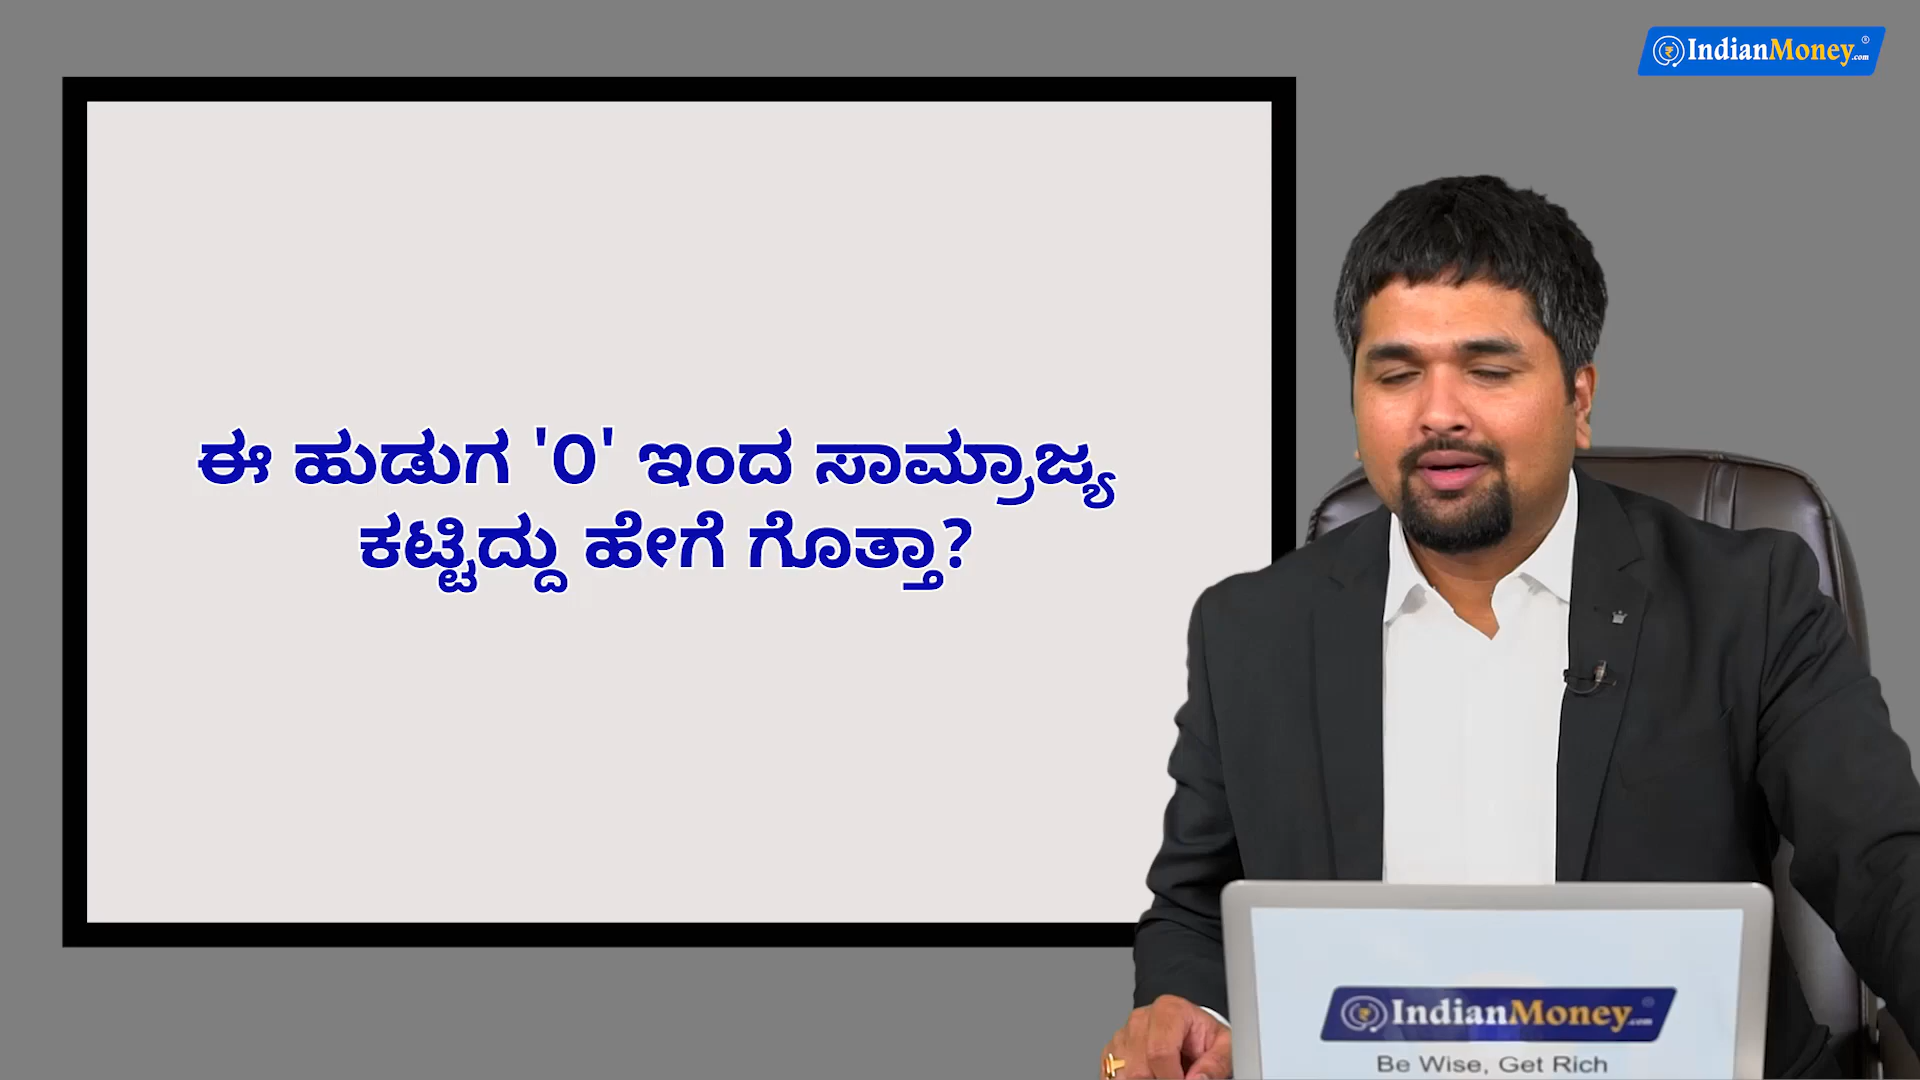 IndianMoney.com
ಈ ಹುಡುಗ '0' ಇಂದ ಸಾಮ್ರಾಜ್ಯ
ಕಟ್ಟಿದ್ದು ಹೇಗೆ ಗೊತ್ತಾ?
IndianMoney.com
Be Wise, Get Rich